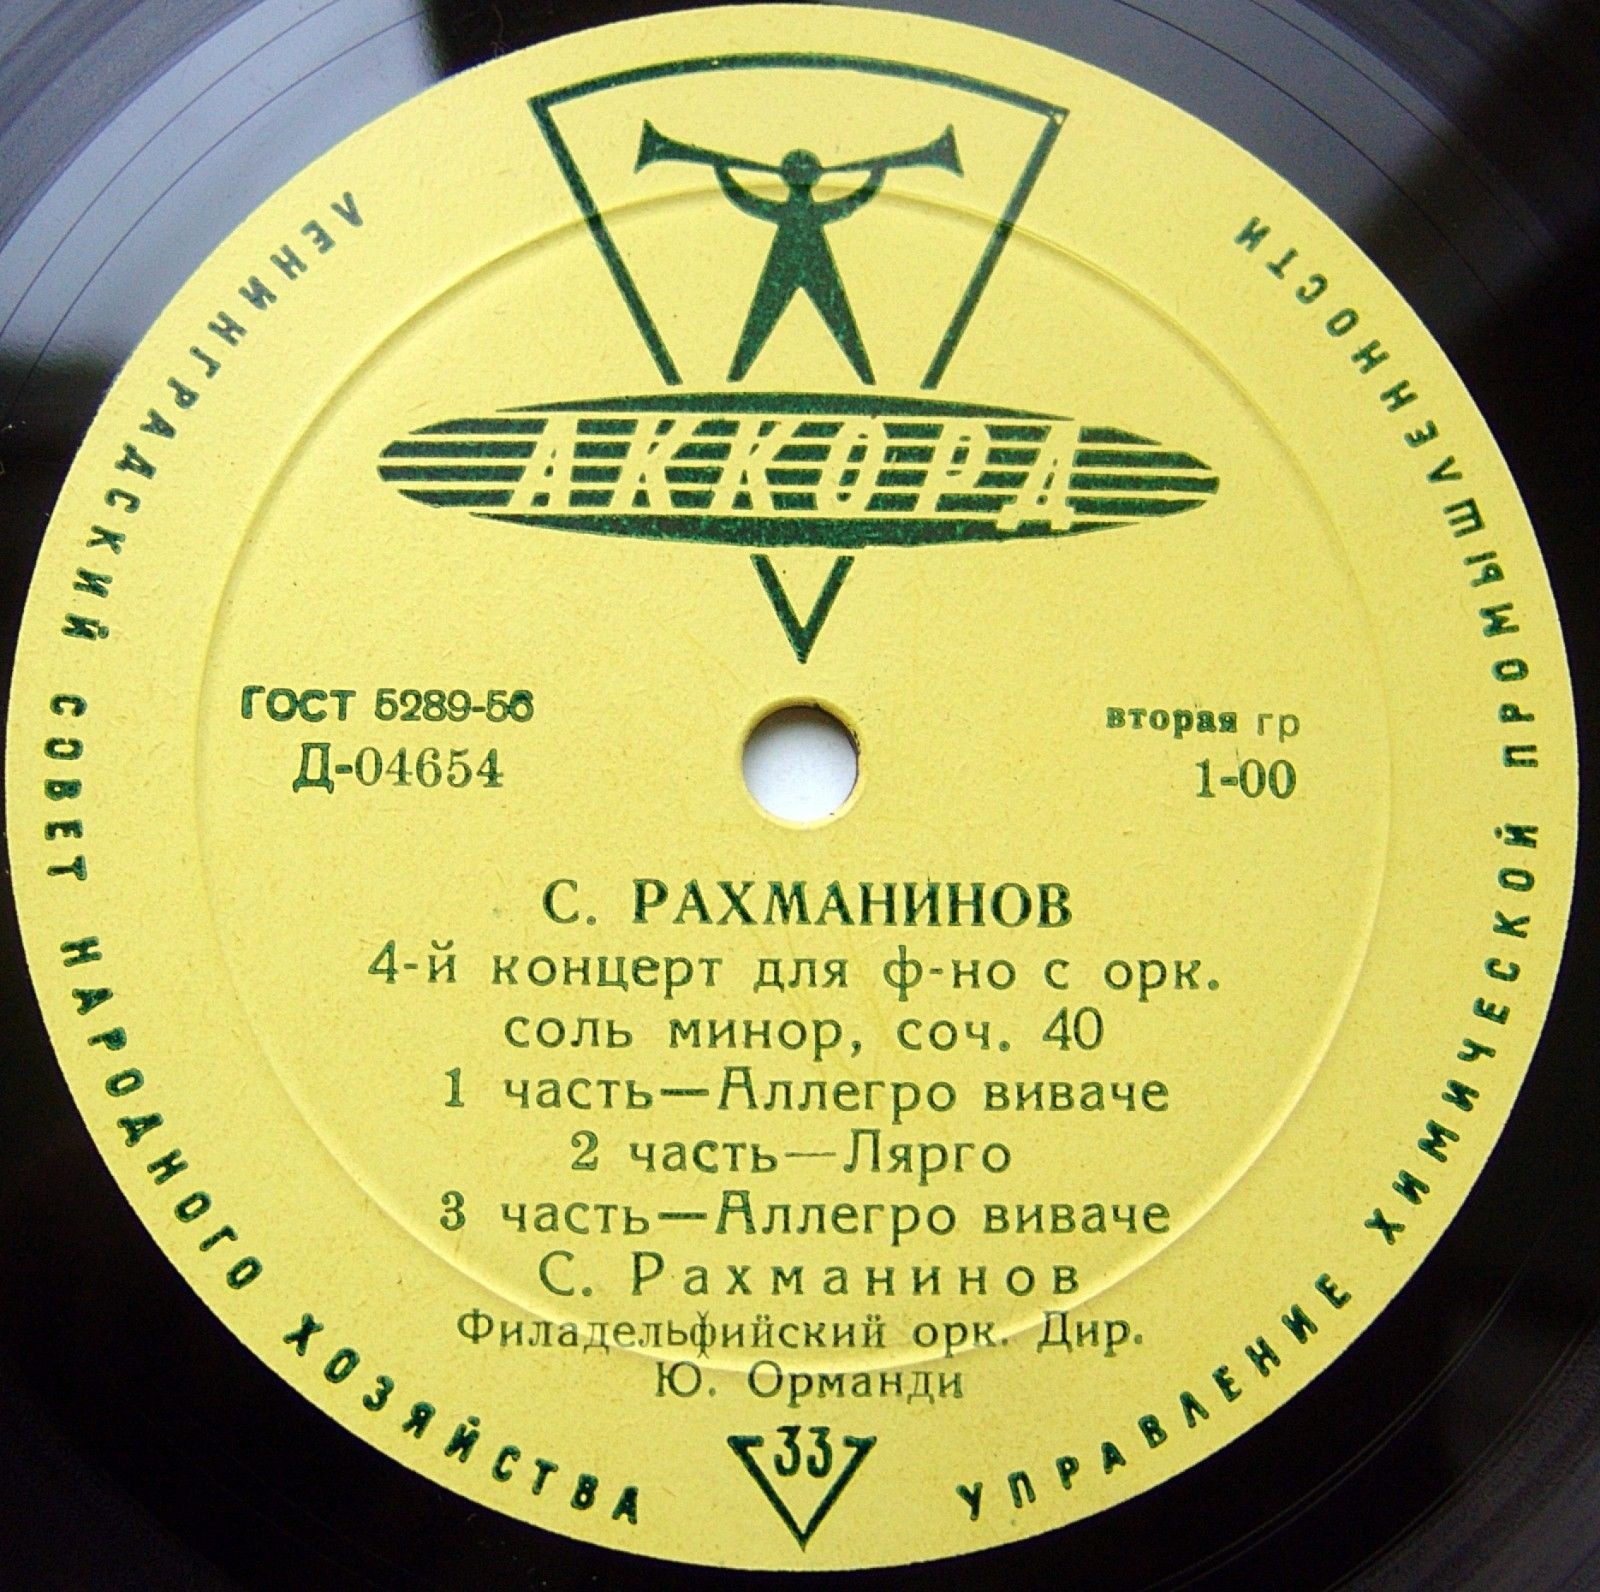 ЛЕНИНГРАДСКИЙ СОВЕТ НАРОДНОГО ХОЗЯЙСТВА
УПРАВЛЕНИЕ ХИМИЧЕСКОЙ ПРОМЫШЛЕННОСТИ
АККОРД
ГОСТ 5289-56
Д-04654
вторая гр
1-00
С. РАХМАНИНОВ
4-й концерт для ф-но с орк.
соль минор, соч. 40
1 часть—Аллегро виваче
2 часть—Лярго
3 часть—Аллегро виваче
С. Рахманинов
Филадельфийский орк. Дир.
Ю. Орманди
33